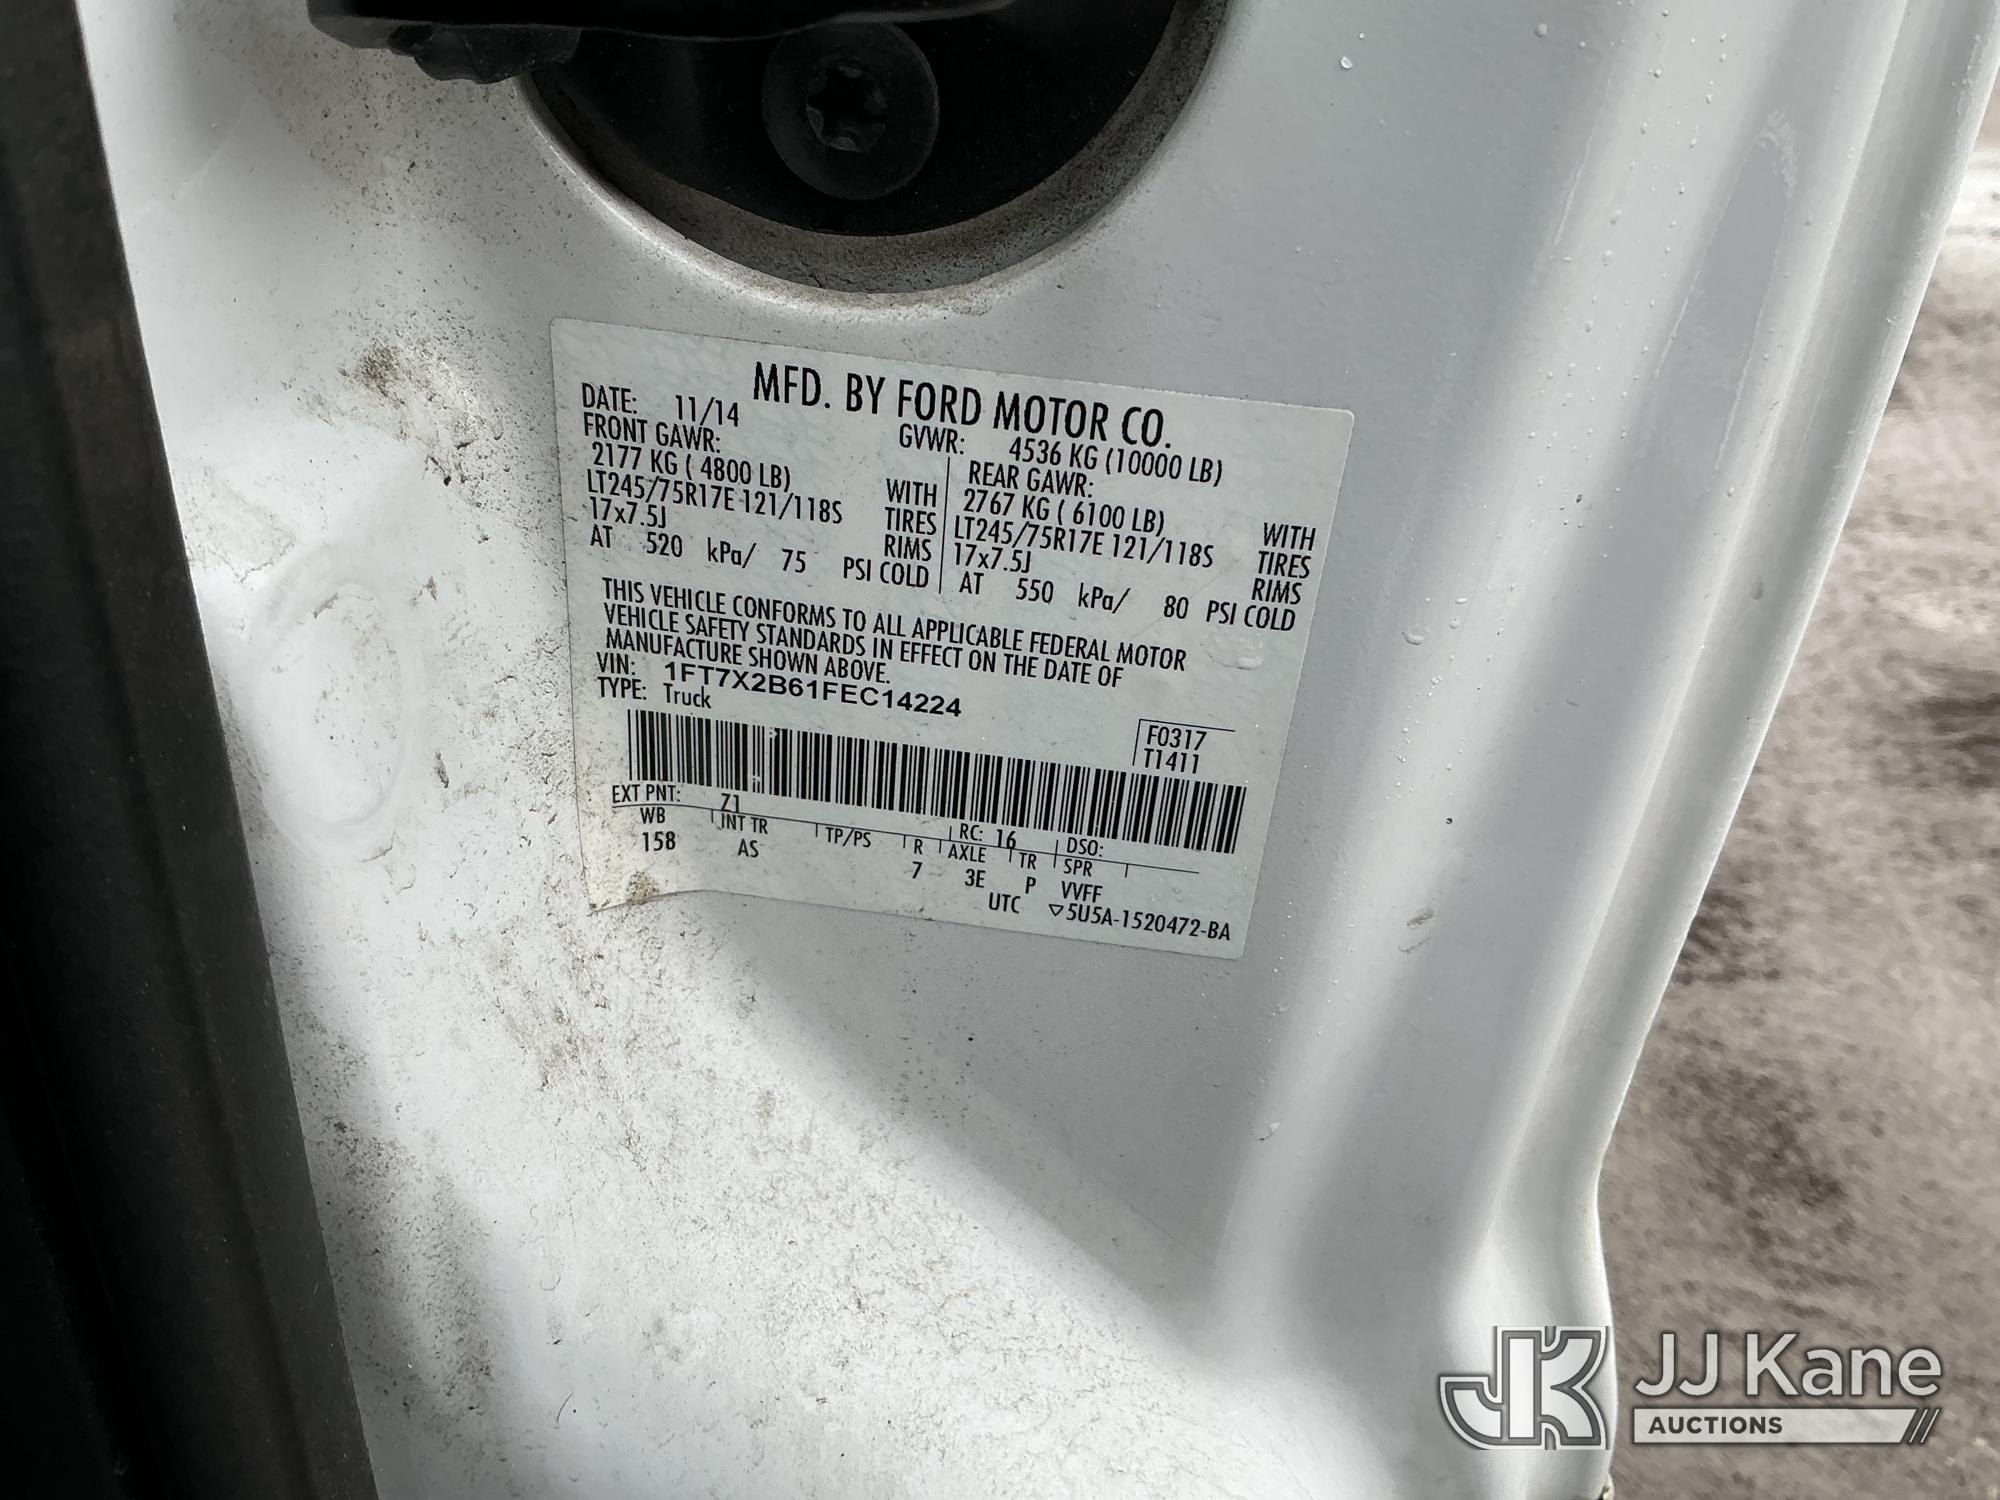 MFD. BY FORD MOTOR CO.
DATE: 11/14 GVWR: 4536 KG (10000 LB)
FRONT GAWR: REAR GAWR:
2177 KG ( 4800 LB) WITH 2767 KG ( 6100 LB) WITH
LT245/75R17E 121/118S TIRES LT245/75R17E 121/118S TIRES
17x7.5J RIMS 17x7.5J RIMS
AT 520 kPa/ 75 PSI COLD AT 550 kPa/ 80 PSI COLD
THIS VEHICLE CONFORMS TO ALL APPLICABLE FEDERAL MOTOR
VEHICLE SAFETY STANDARDS IN EFFECT ON THE DATE OF
MANUFACTURE SHOWN ABOVE.
VIN: 1FT7X2B61FEC14224
TYPE: Truck
F0317
T1411
EXT PNT: Z1 RC: 16 DSO:
WB INT TR TP/PS R AXLE TR SPR
158 AS 7 3E P VVFF
UTC ▽5U5A-1520472-BA
JK JJ Kane
AUCTIONS